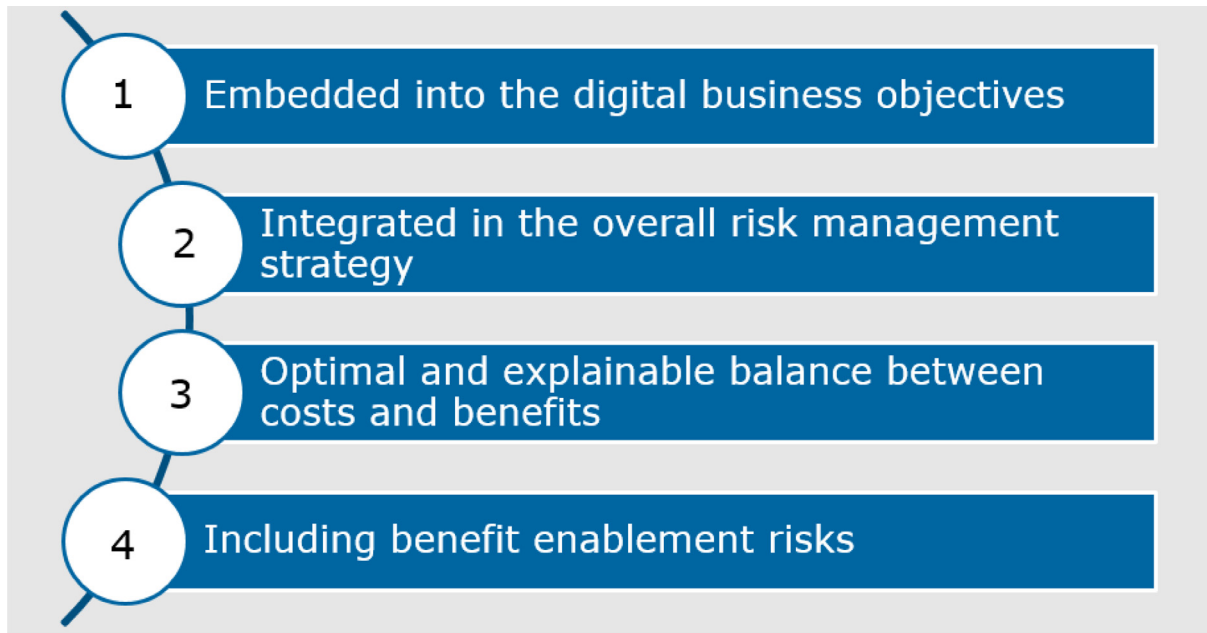 1
Embedded into the digital business objectives
2
Integrated in the overall risk management
strategy
3
Optimal and explainable balance between
costs and benefits
4
Including benefit enablement risks